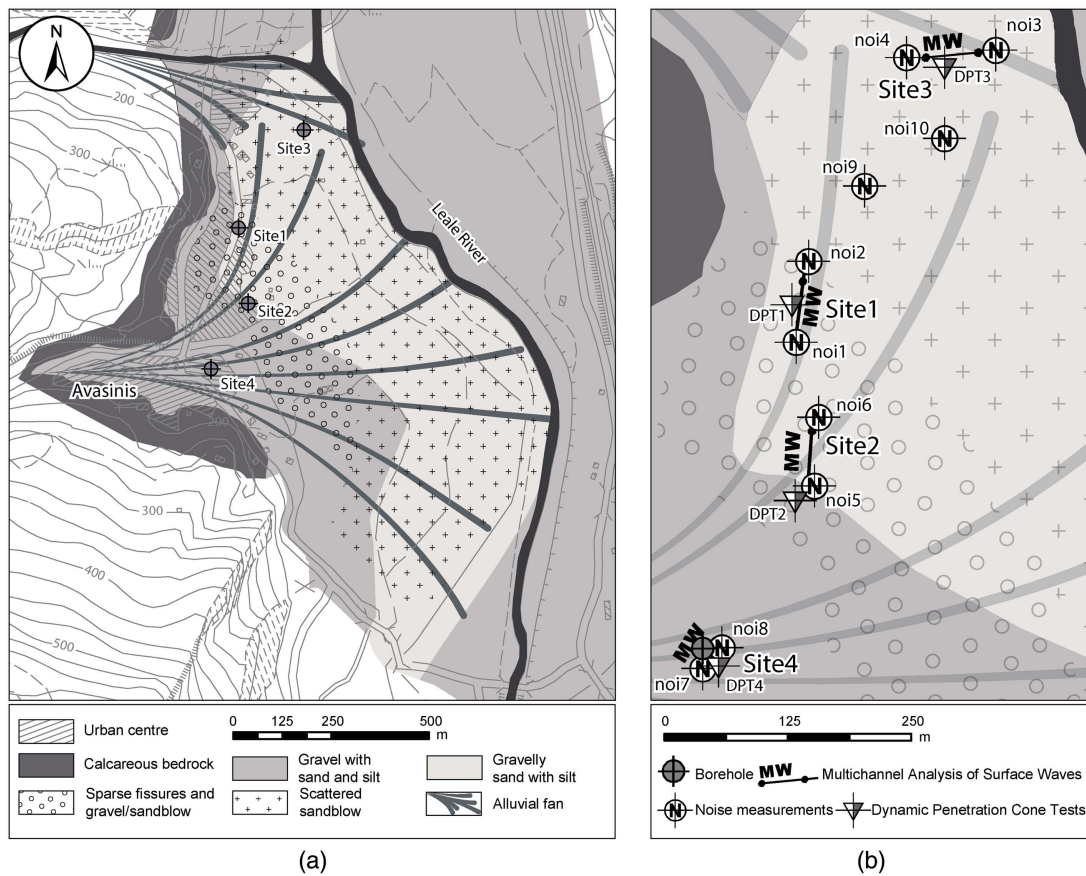 N
200
300
Site3
Site1
Leale River
Site2
Site4
Avasinis
200
300
400
500
0 125 250 500
m
Urban centre
Calcareous bedrock
Gravel with
sand and silt
Gravelly
sand with silt
Sparse fissures and
gravel/sandblow
Scattered
sandblow
Alluvial fan
(a)
noi4
MW
noi3
N
N
DPT3
Site3
noi10
N
noi9
N
noi2
N
DPT1
MW
Site1
N
noi1
noi6
N
MW
Site2
N
noi5
DPT2
MW
noi8
N
Site4
N
noi7
DPT4
0 125 250
m
Borehole
MW
Multichannel Analysis of Surface Waves
N
Noise measurements
Dynamic Penetration Cone Tests
(b)